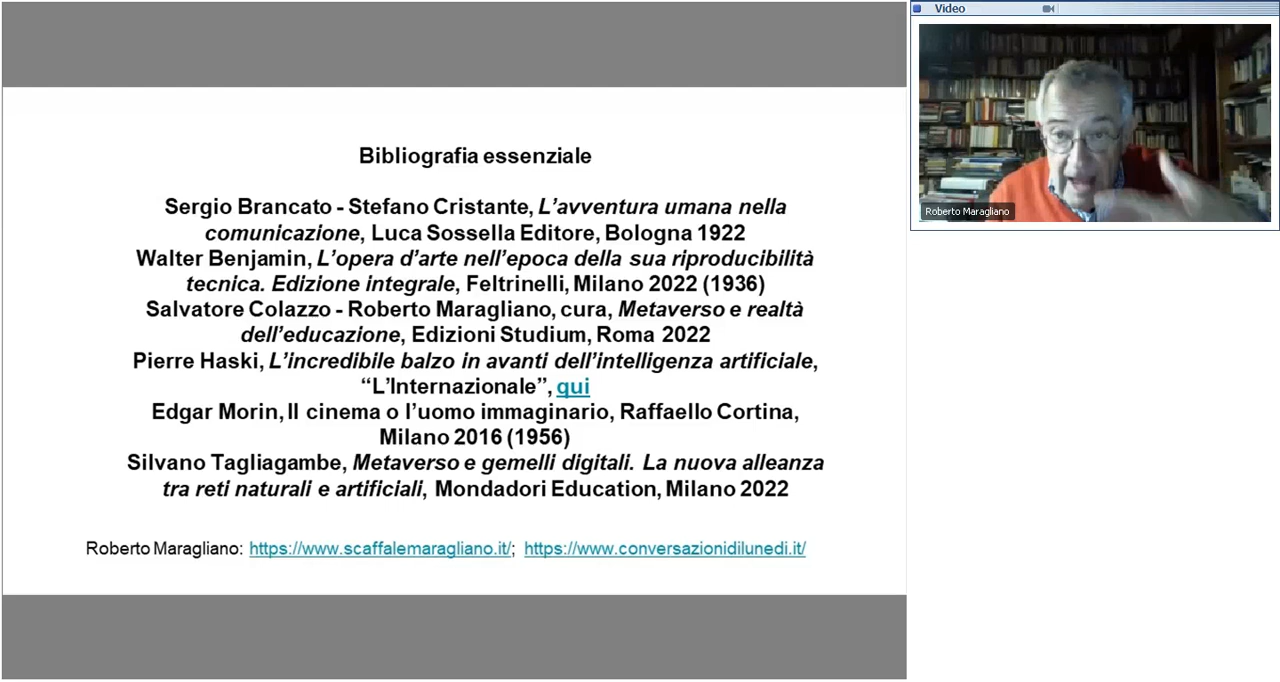 Video
Roberto Maragliano
Bibliografia essenziale
Sergio Brancato - Stefano Cristante, L’avventura umana nella
comunicazione, Luca Sossella Editore, Bologna 1922
Walter Benjamin, L’opera d’arte nell’epoca della sua riproducibilità
tecnica. Edizione integrale, Feltrinelli, Milano 2022 (1936)
Salvatore Colazzo - Roberto Maragliano, cura, Metaverso e realtà
dell’educazione, Edizioni Studium, Roma 2022
Pierre Haski, L’incredibile balzo in avanti dell’intelligenza artificiale,
“L’Internazionale”, qui
Edgar Morin, Il cinema o l’uomo immaginario, Raffaello Cortina,
Milano 2016 (1956)
Silvano Tagliagambe, Metaverso e gemelli digitali. La nuova alleanza
tra reti naturali e artificiali, Mondadori Education, Milano 2022
Roberto Maragliano: https://www.scaffalemaragliano.it/; https://www.conversazionidilunedi.it/